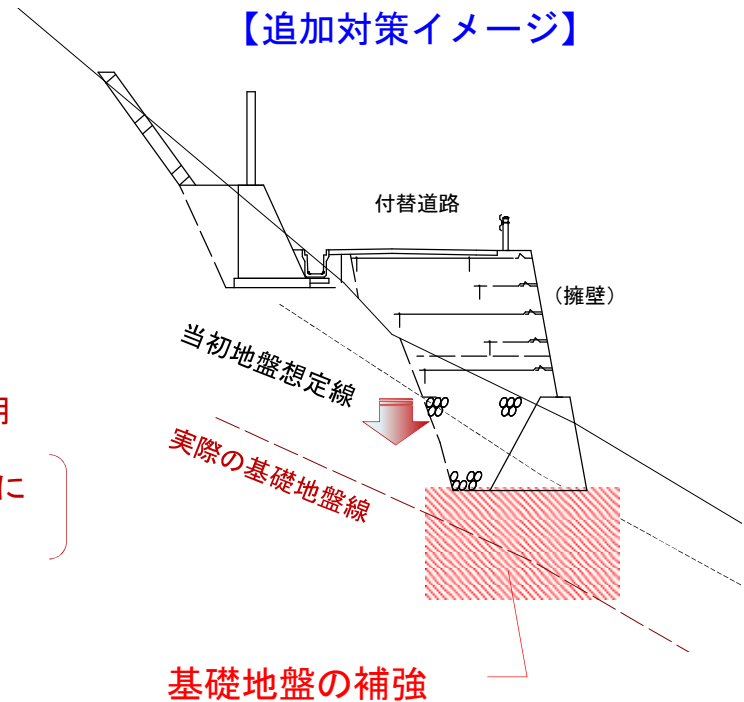 【追加対策イメージ】
付替道路
（擁壁）
当初地盤想定線
実際の基礎地盤線
に
基礎地盤の補強